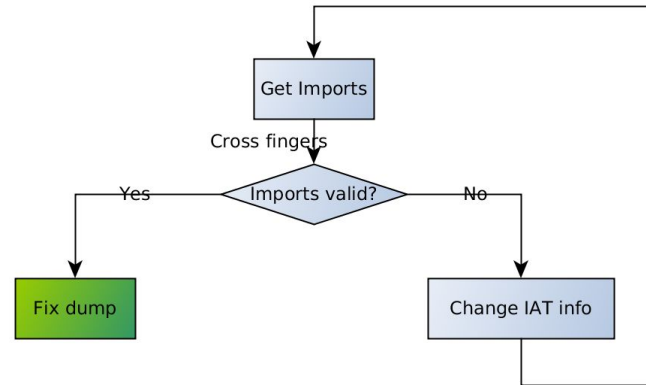 Get Imports
Cross fingers
Imports valid?
Yes
No
Fix dump
Change IAT info